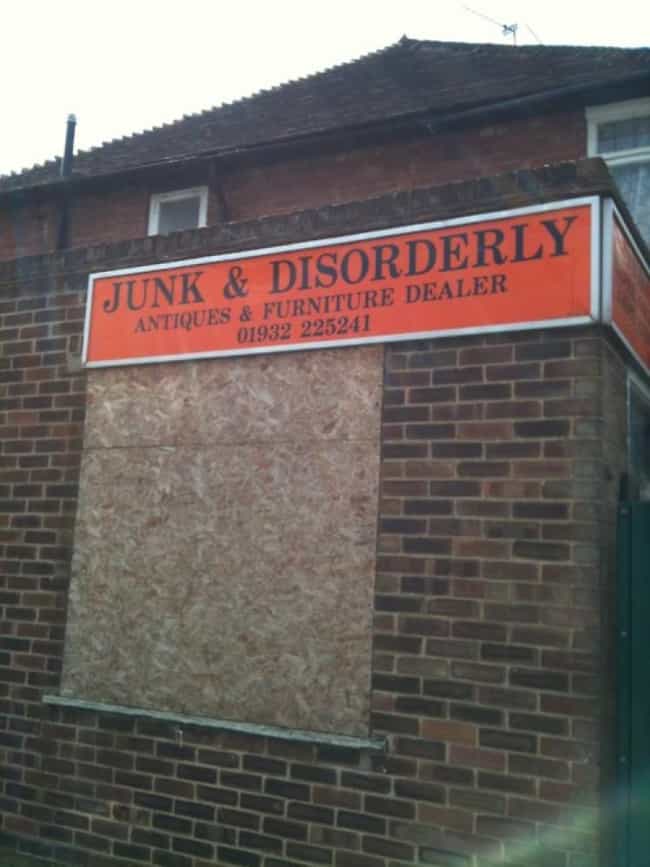 JUNK & DISORDERLY
ANTIQUES & FURNITURE DEALER
01932 225241